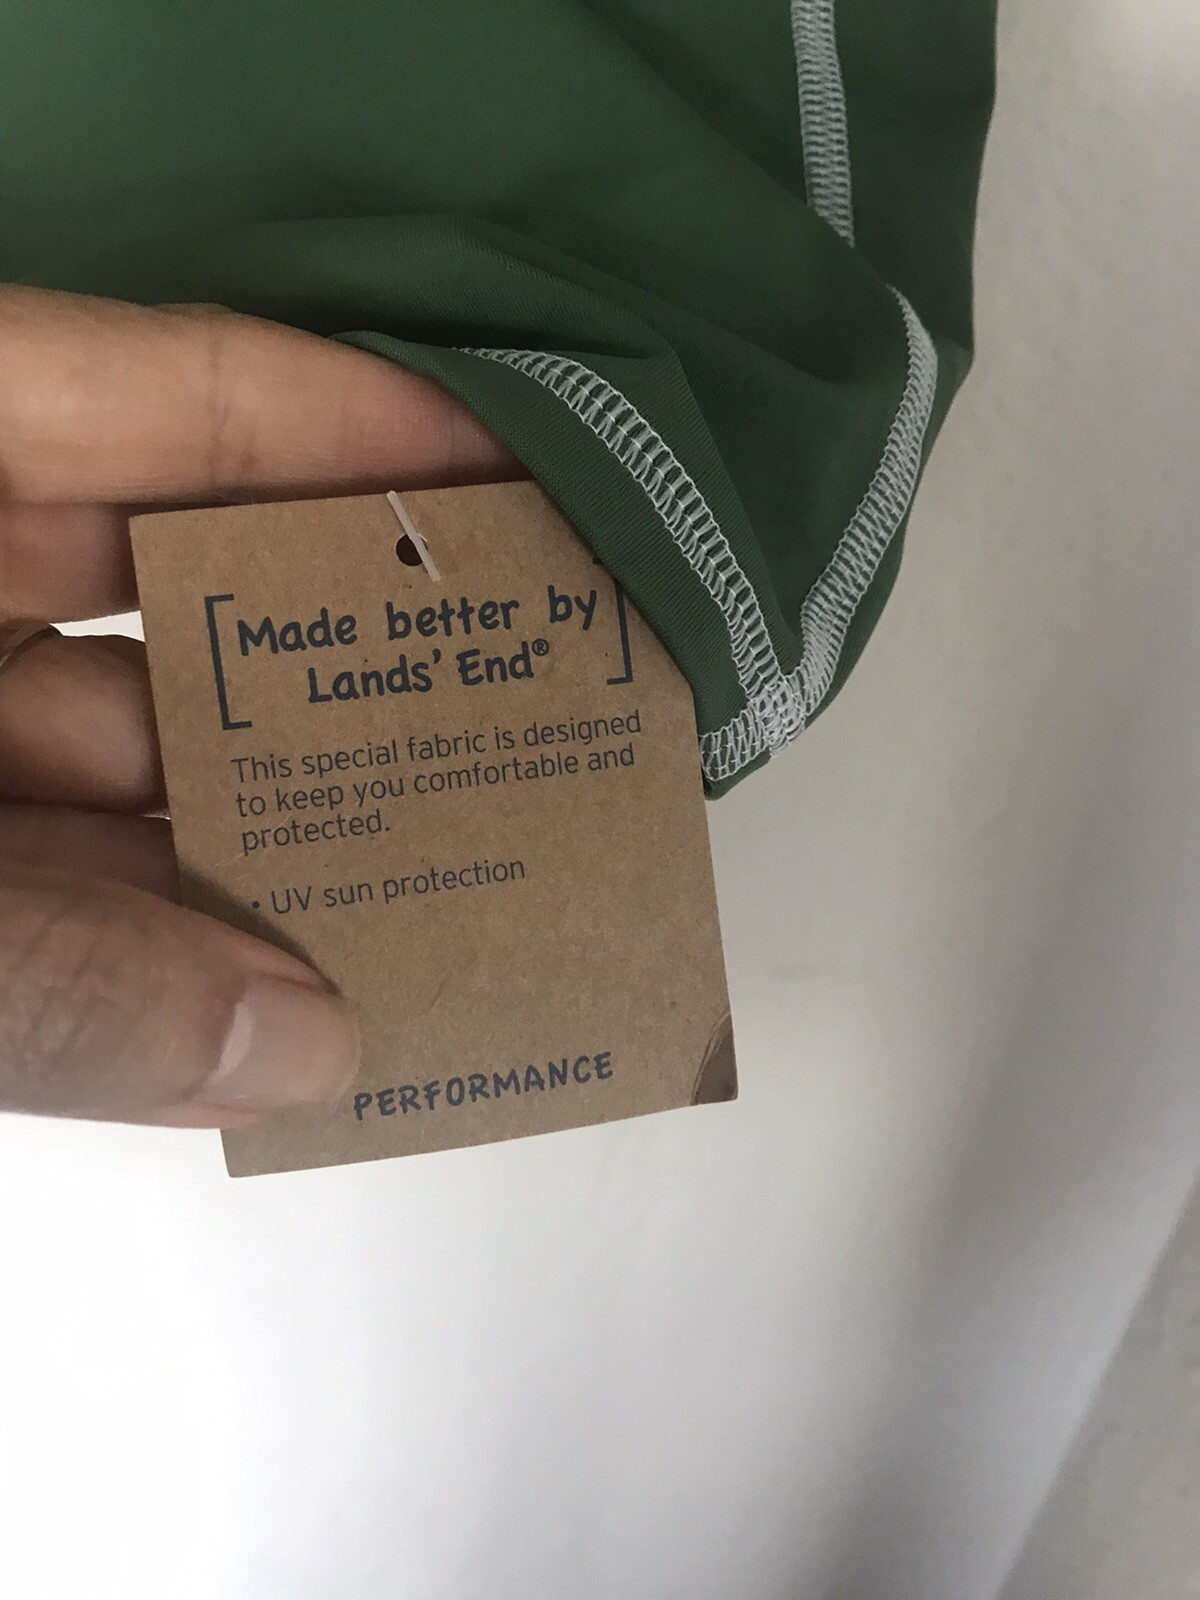 Made better by
Lands' End®
This special fabric is designed
to keep you comfortable and
protected.
• UV sun protection
PERFORMANCE